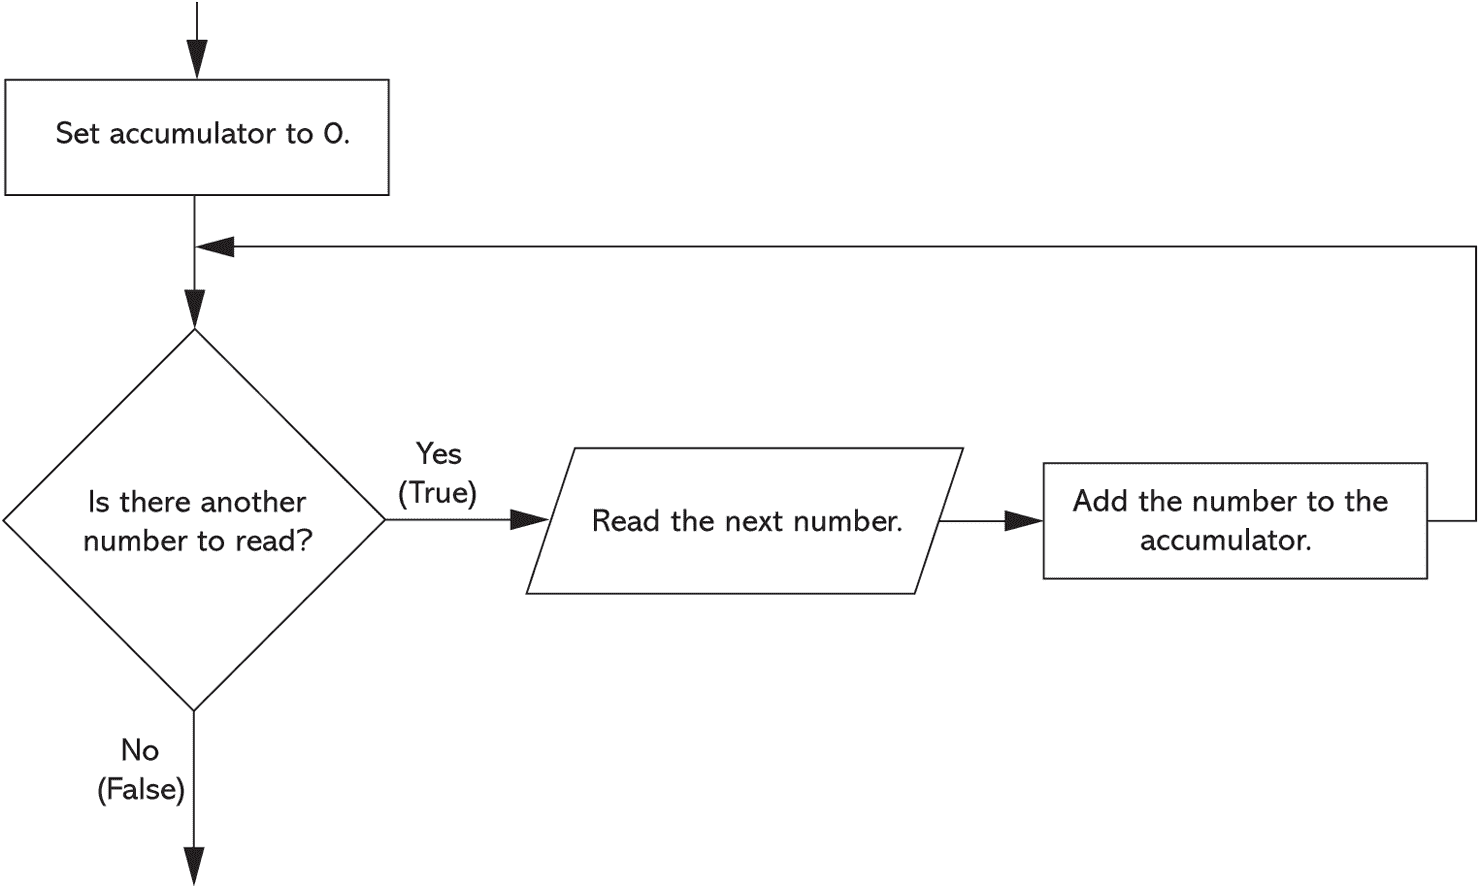 Set accumulator to 0.
Is there another
number to read?
Yes
(True)
Read the next number.
Add the number to the
accumulator.
No
(False)